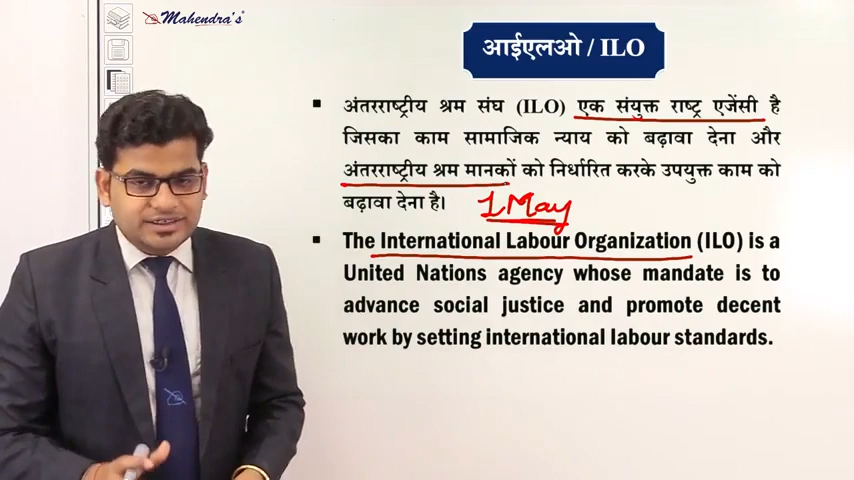 Mahendra's
आईएलओ / ILO
▪ अंतरराष्ट्रीय श्रम संघ (ILO) एक संयुक्त राष्ट्र एजेंसी है
जिसका काम सामाजिक न्याय को बढ़ावा देना और
अंतरराष्ट्रीय श्रम मानकों को निर्धारित करके उपयुक्त काम को
बढ़ावा देना है।
1 May
▪ The International Labour Organization (ILO) is a
United Nations agency whose mandate is to
advance social justice and promote decent
work by setting international labour standards.